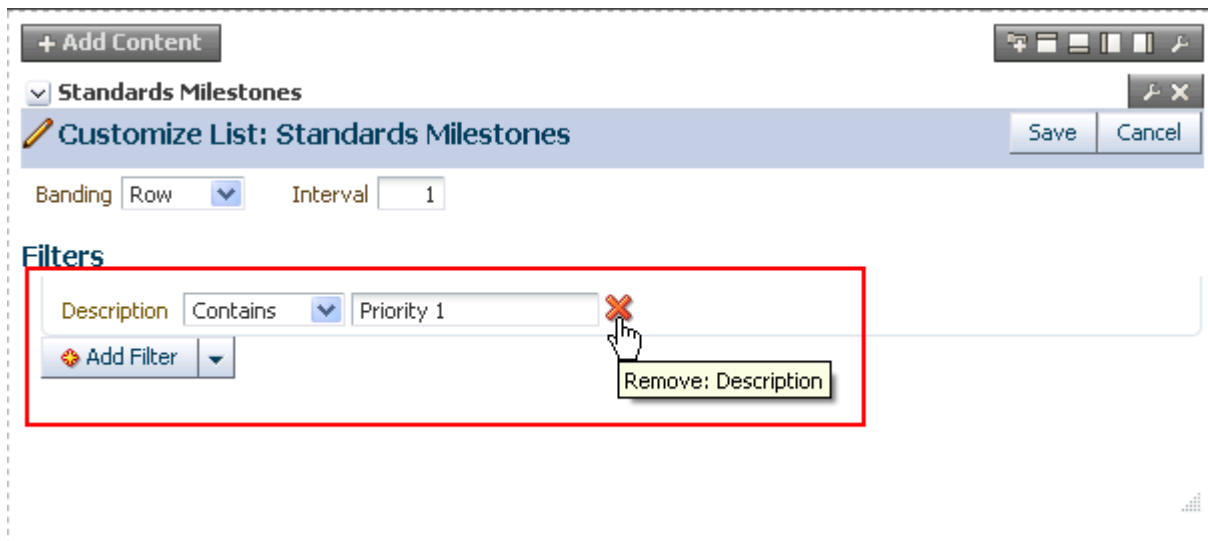 + Add Content
Standards Milestones
Customize List: Standards Milestones Save Cancel
Banding Row Interval 1
Filters
Description Contains Priority 1
Add Filter
Remove: Description